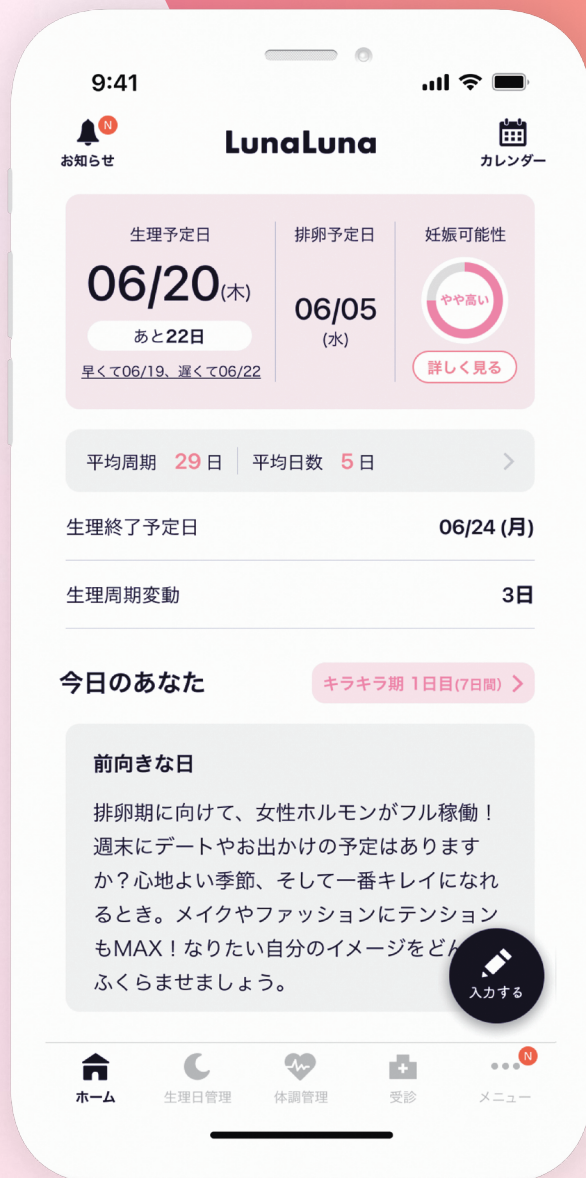 9:41
N
お知らせ
LunaLuna
カレンダー
生理予定日
06/20(木)
あと22日
早くて06/19、遅くて06/22
排卵予定日
06/05
(水)
妊娠可能性
やや高い
詳しく見る
平均周期 29日 平均日数 5日
生理終了予定日 06/24 (月)
生理周期変動 3日
今日のあなた キラキラ期 1日目(7日間)
前向きな日
排卵期に向けて、女性ホルモンがフル稼働！
週末にデートやお出かけの予定はあります
か？心地よい季節、そして一番キレイになれ
るとき。メイクやファッションにテンション
もMAX！なりたい自分のイメージをどん
ふくらませましょう。
入力する
ホーム
生理日管理
体調管理
受診
N
メニュー